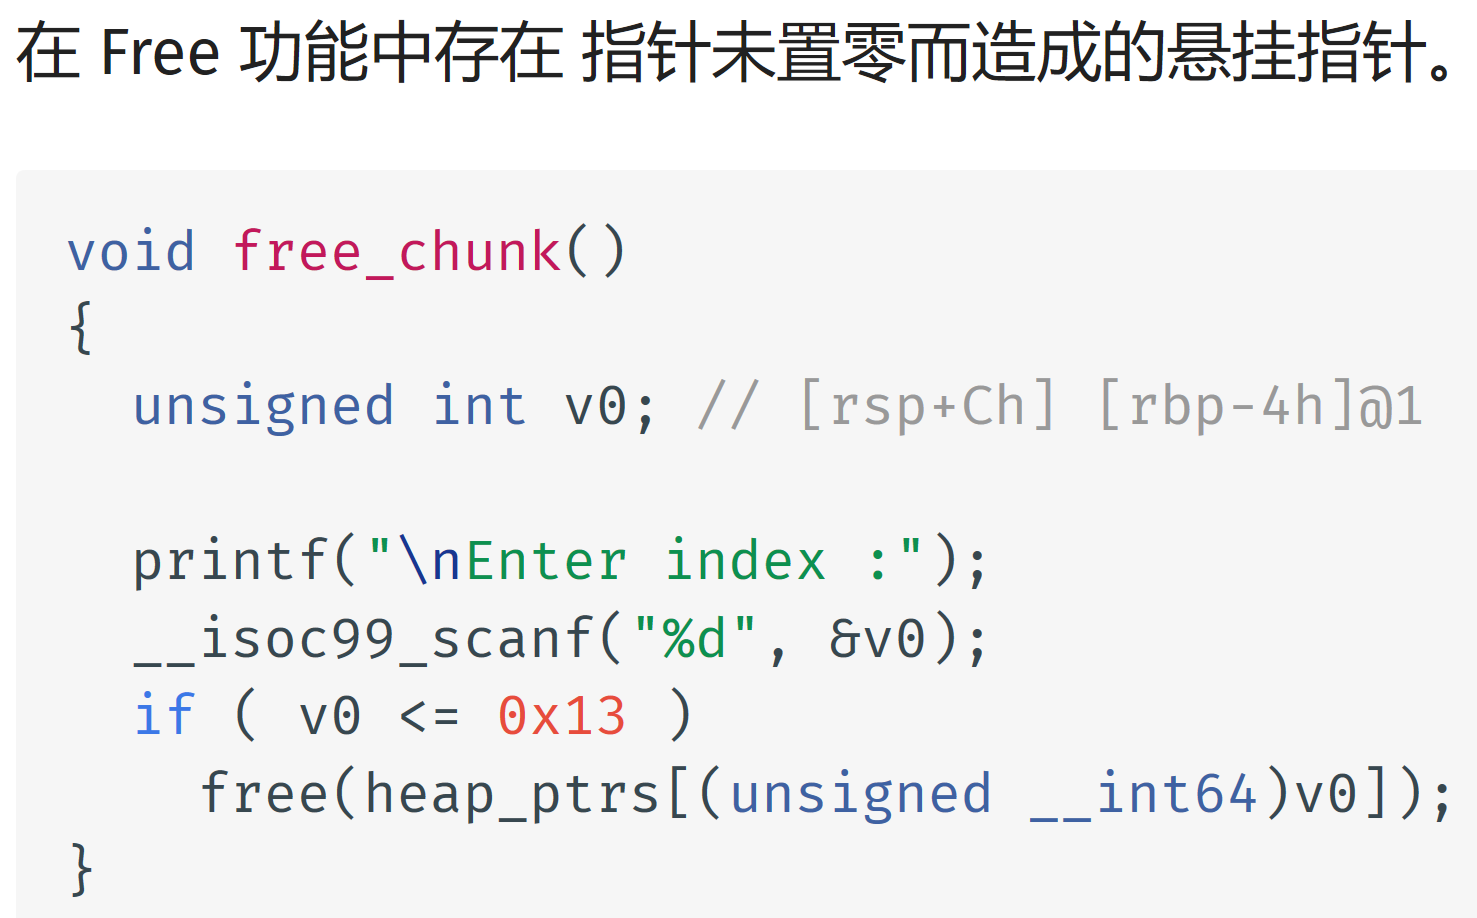 在 Free 功能中存在 指针未置零而造成的悬挂指针。
void free_chunk()
{
  unsigned int v0; // [rsp+Ch] [rbp-4h]@1

  printf("\nEnter index :");
  __isoc99_scanf("%d", &v0);
  if ( v0 <= 0x13 )
    free(heap_ptrs[(unsigned __int64)v0]);
}